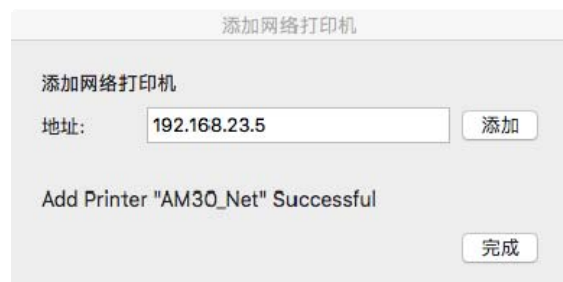 添加网络打印机
添加网络打印机
地址: 192.168.23.5 添加
Add Printer "AM30_Net" Successful
完成